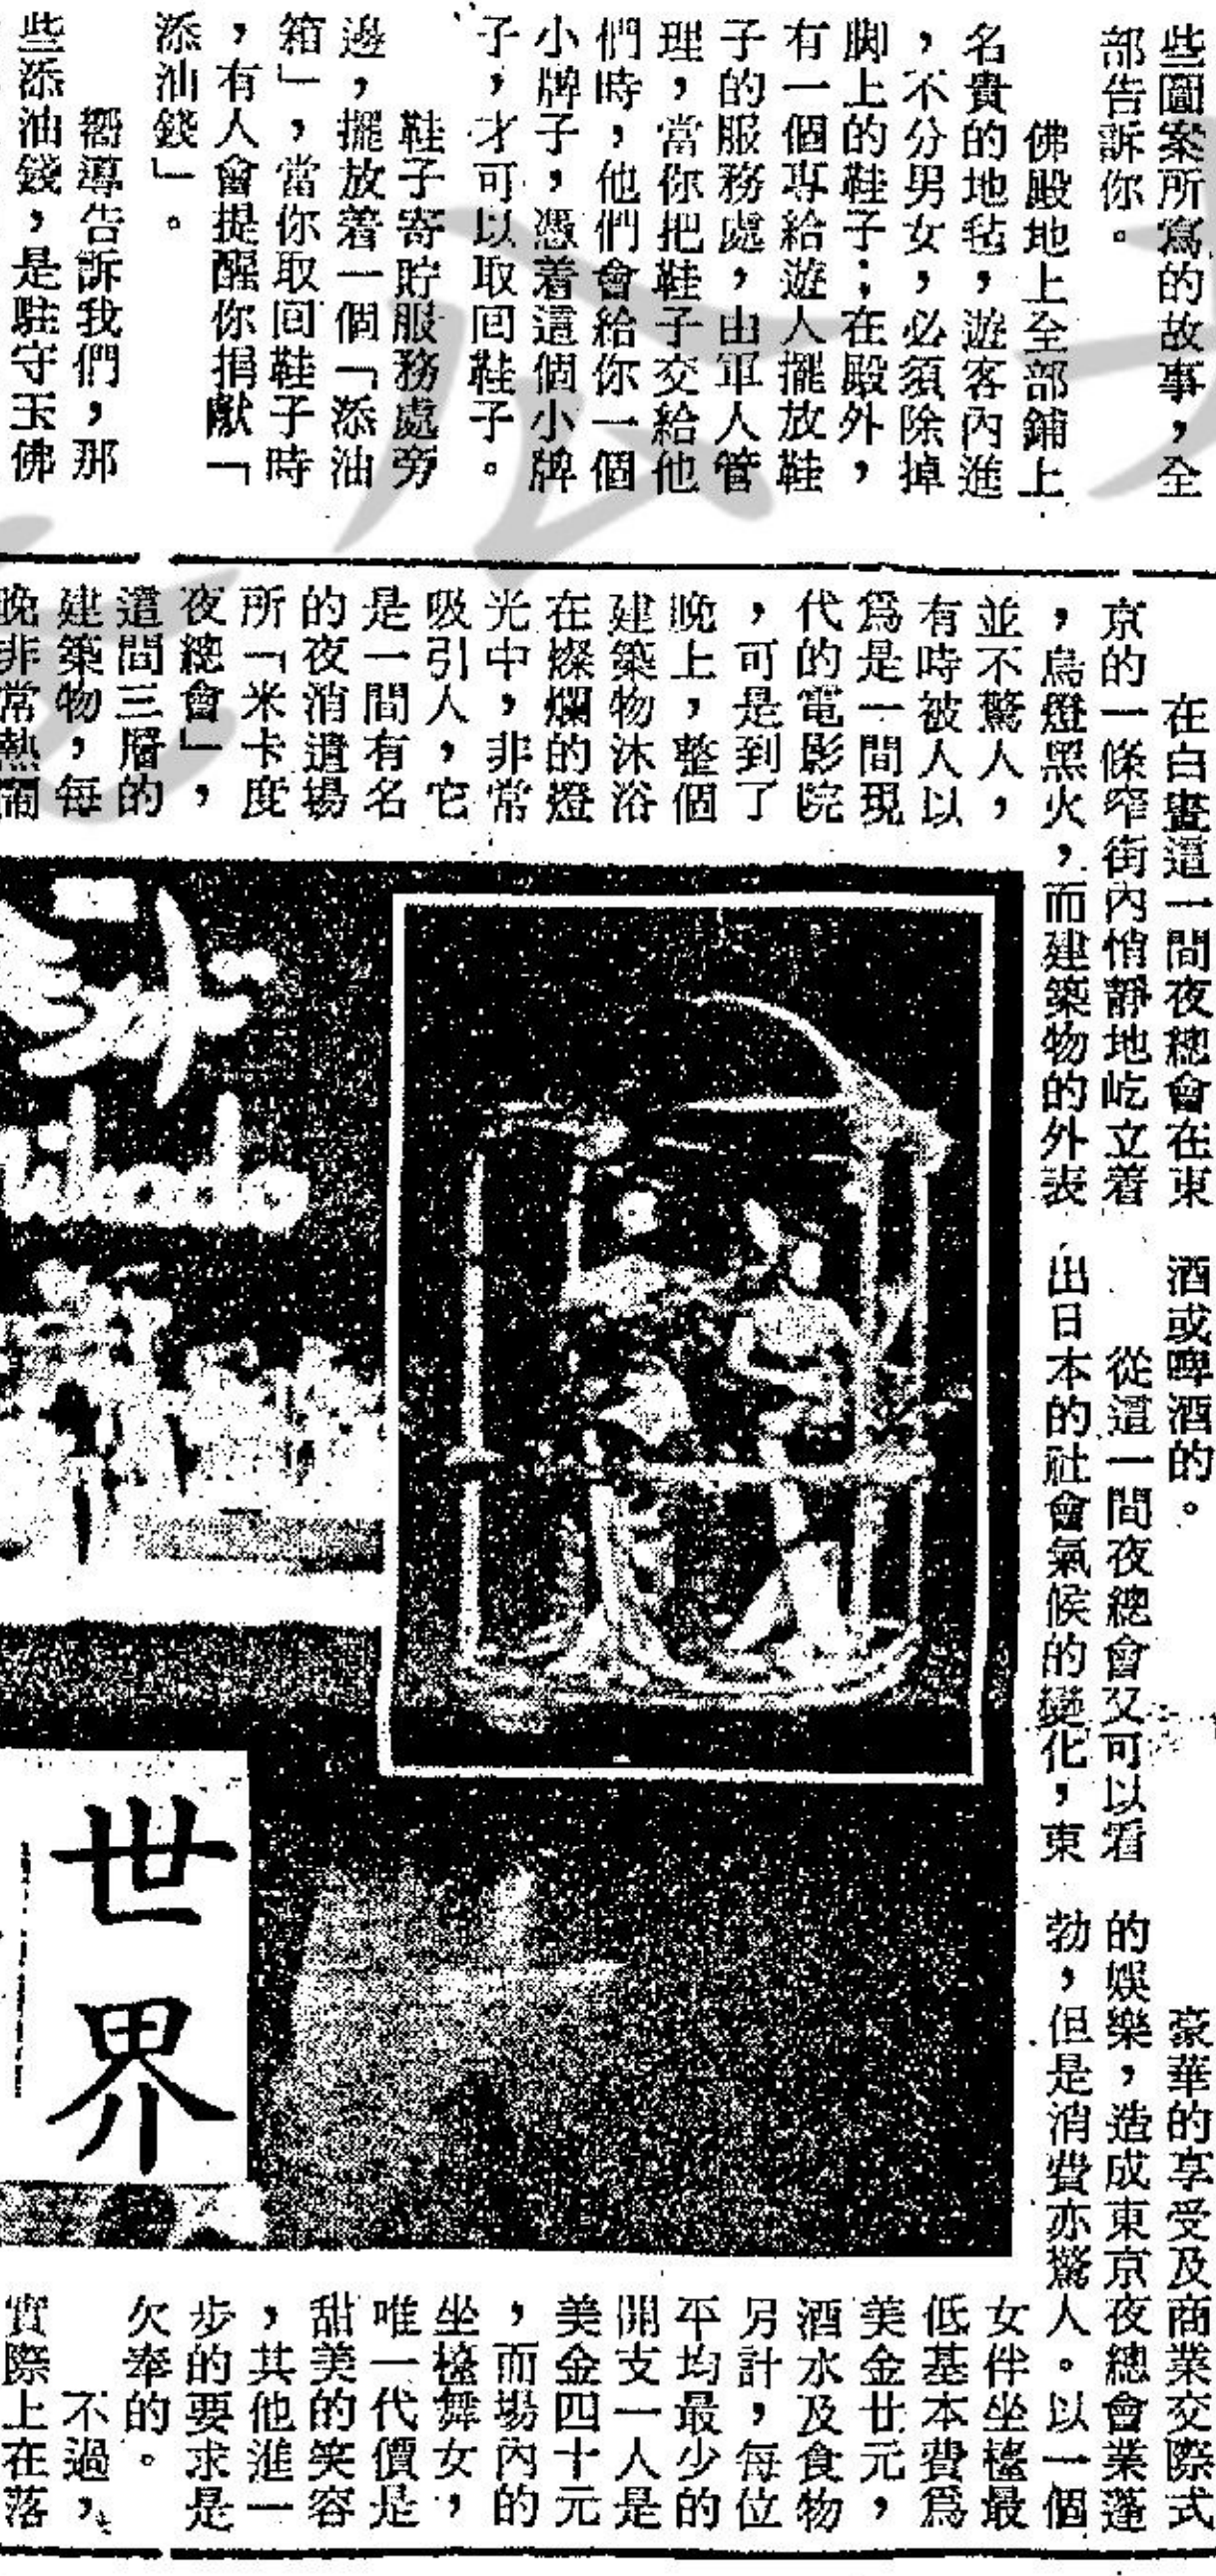 些圖案所寫的故事，全
部告訴你。
佛殿地上全部鋪上
名貴的地毡，遊客內進
，不分男女，必須除掉
脚上的鞋子；在殿外，
有一個專給遊人擺放鞋
子的服務處，由軍人管
理，當你把鞋子交給他
們時，他們會給你一個
小牌子，憑着這個小牌
子，才可以取回鞋子。
鞋子寄貯服務處旁
邊，擺放着一個「添油
箱」，當你取回鞋子時
，有人會提醒你捐獻「
添油錢」。
嚮導告訴我們，那
些添油錢，是駐守玉佛
在白晝這一間夜總會在東
京的一條窄街內悄靜地屹立着
，烏燈黑火，而建築物的外表
並不驚人，
有時被人以
爲是一間現
代的電影院
，可是到了
晚上，整個
建築物沐浴
在燦爛的燈
光中，非常
吸引人，它
是一間有名
的夜消遣場
所「米卡度
夜總會」，
這間三層的
建築物，每
晚非常熱鬧
酒或啤酒的。
從這一間夜總會又可以看
出日本的社會氣候的變化，東
豪華的享受及商業交際式
的娛樂，造成東京夜總會業蓬
勃，但是消費亦驚人。以一個
女伴坐檯最
低基本費爲
美金廿元，
酒水及食物
另計，每位
平均最少的
開支一人是
美金四十元
，而場內的
坐檯舞女，
唯一代價是
甜美的笑容
，其他進一
步的要求是
欠奉的。
不過，
實際上在落
世界